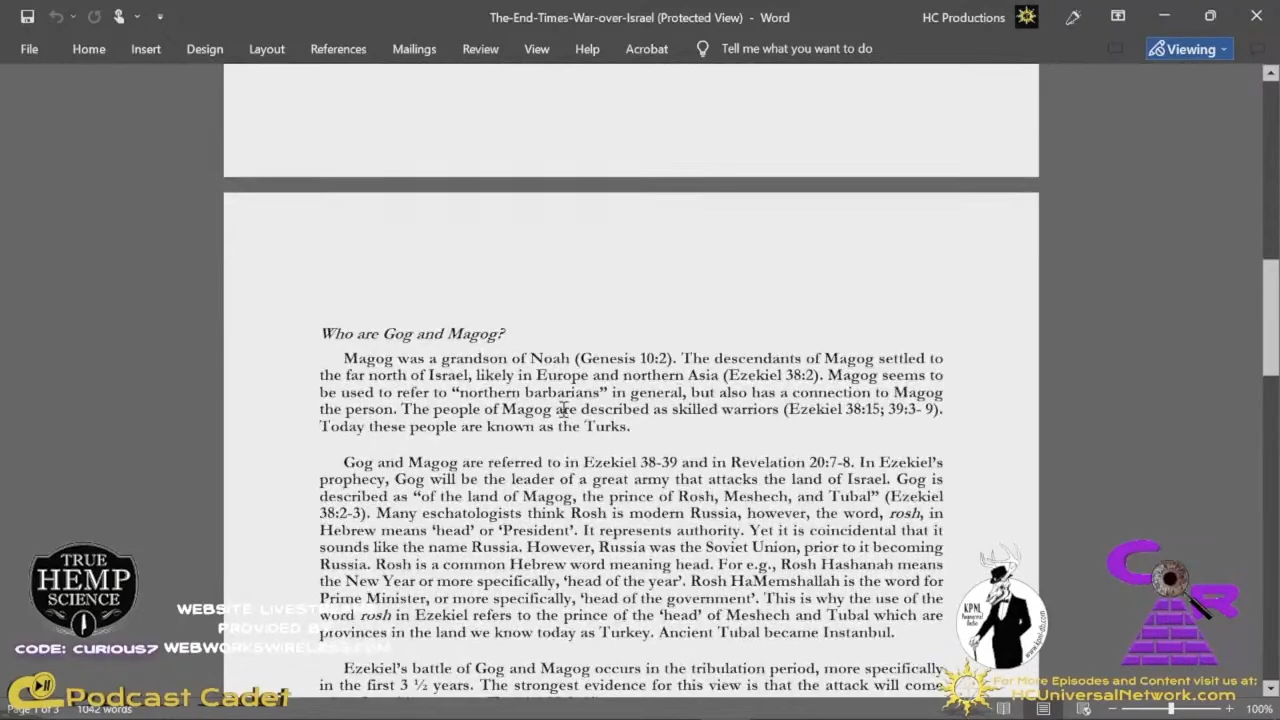 The-End-Times-War-over-Israel (Protected View) - Word
HC Productions
File Home Insert Design Layout References Mailings Review View Help Acrobat Tell me what you want to do
Viewing
Who are Gog and Magog?
Magog was a grandson of Noah (Genesis 10:2). The descendants of Magog settled to
the far north of Israel, likely in Europe and northern Asia (Ezekiel 38:2). Magog seems to
be used to refer to “northern barbarians” in general, but also has a connection to Magog
the person. The people of Magog are described as skilled warriors (Ezekiel 38:15; 39:3- 9).
Today these people are known as the Turks.
Gog and Magog are referred to in Ezekiel 38-39 and in Revelation 20:7-8. In Ezekiel’s
prophecy, Gog will be the leader of a great army that attacks the land of Israel. Gog is
described as “of the land of Magog, the prince of Rosh, Meshech, and Tubal” (Ezekiel
38:2-3). Many eschatologists think Rosh is modern Russia, however, the word, rosh, in
Hebrew means ‘head’ or ‘President’. It represents authority. Yet it is coincidental that it
sounds like the name Russia. However, Russia was the Soviet Union, prior to it becoming
Russia. Rosh is a common Hebrew word meaning head. For e.g., Rosh Hashanah means
the New Year or more specifically, ‘head of the year’. Rosh HaMemshallah is the word for
Prime Minister, or more specifically, ‘head of the government’. This is why the use of the
word rosh in Ezekiel refers to the prince of the ‘head’ of Meshech and Tubal which are
provinces in the land we know today as Turkey. Ancient Tubal became Instanbul.
Ezekiel’s battle of Gog and Magog occurs in the tribulation period, more specifically
in the first 3 ½ years. The strongest evidence for this view is that the attack will come
TRUE
HEMP
SCIENCE
CODE: CURIOUS7
WEBSITE LIVESTREAMS
PROVIDED BY
WEBWORKSWIRELESS.COM
Podcast Cadet
KPNL
C R
For More Episodes and Content visit us at:
HCUniversalNetwork.com
Page 1 of 3 1042 words
100%